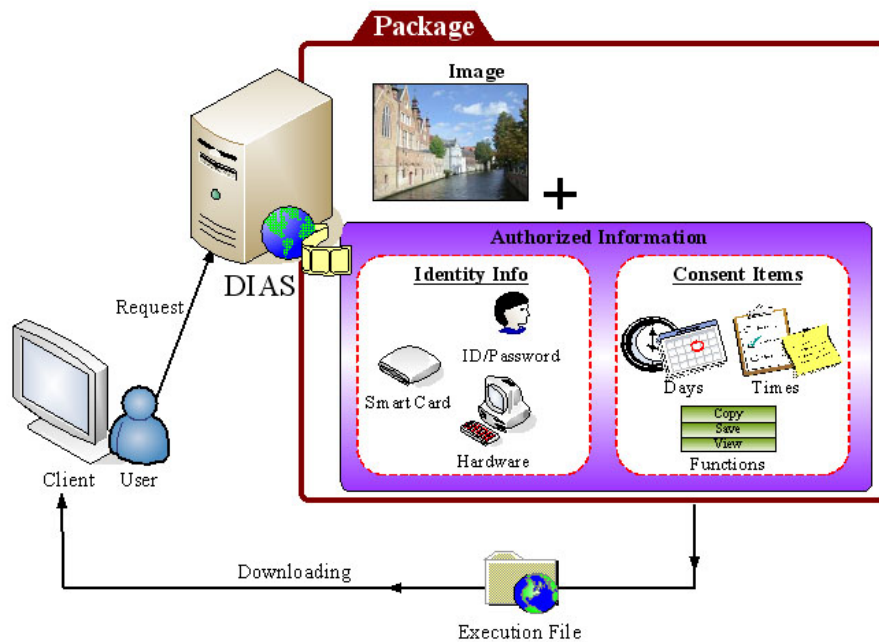 Package
Image
Authorized Information
DIAS
Identity Info
Consent Items
Request
ID/Password
Smart Card
Days
Times
Copy
Save
View
Hardware
Functions
Client
User
Downloading
Execution File